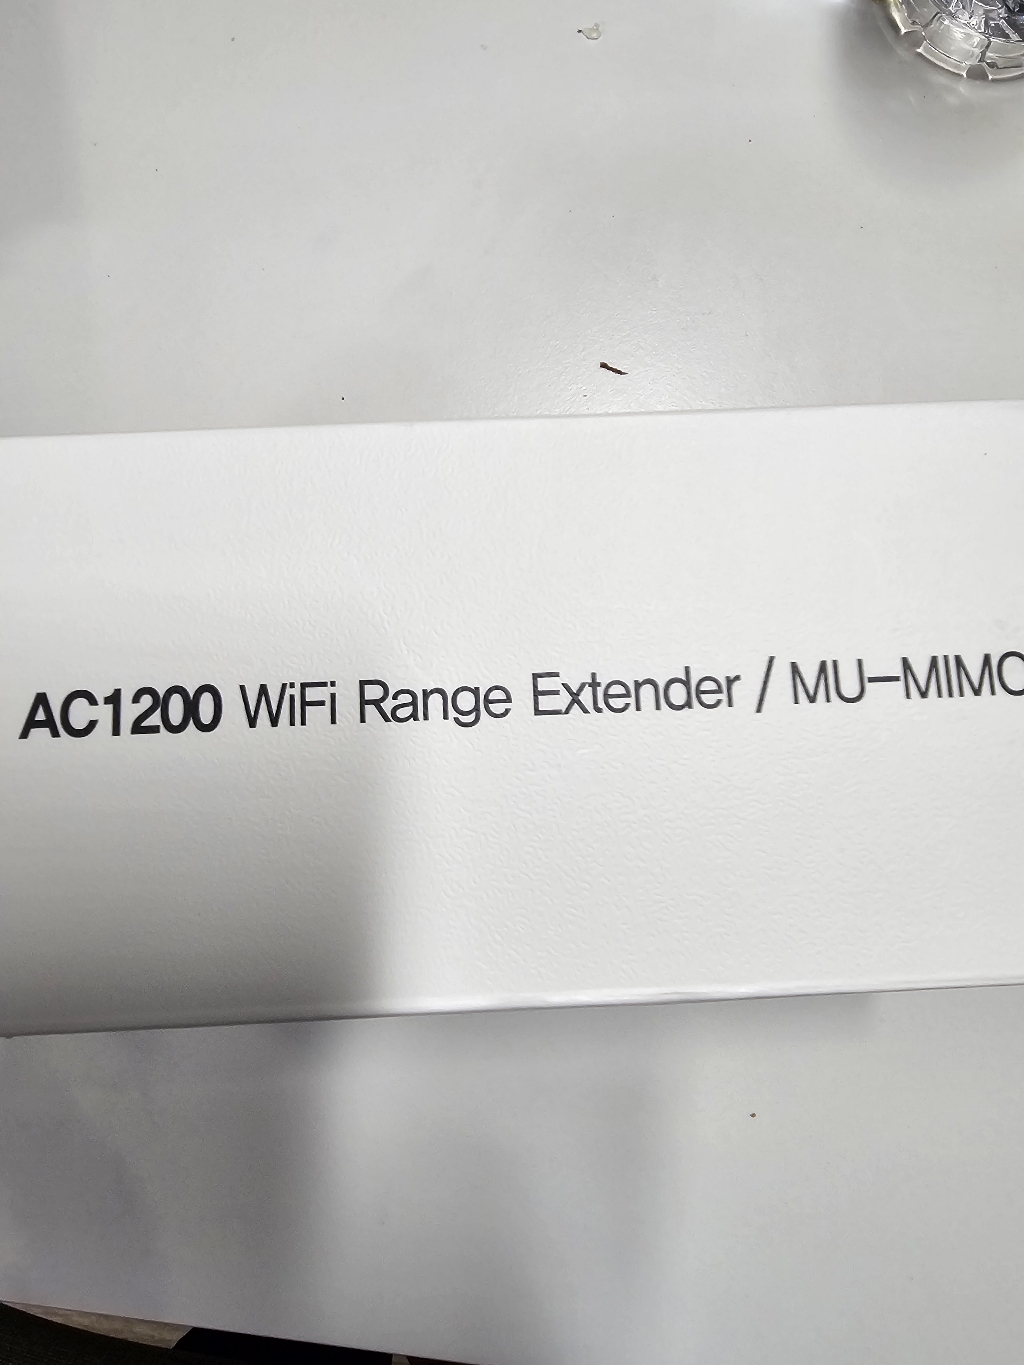 AC1200 WiFi Range Extender / MU-MIMO